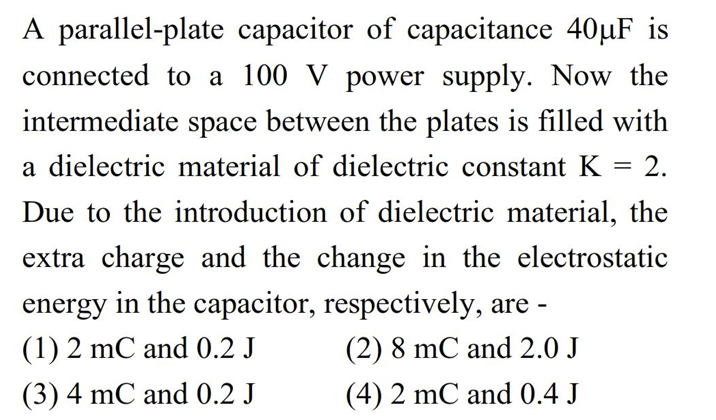 A parallel-plate capacitor of capacitance 40μF is
connected to a 100 V power supply. Now the
intermediate space between the plates is filled with
a dielectric material of dielectric constant K = 2.
Due to the introduction of dielectric material, the
extra charge and the change in the electrostatic
energy in the capacitor, respectively, are -
(1) 2 mC and 0.2 J (2) 8 mC and 2.0 J
(3) 4 mC and 0.2 J (4) 2 mC and 0.4 J